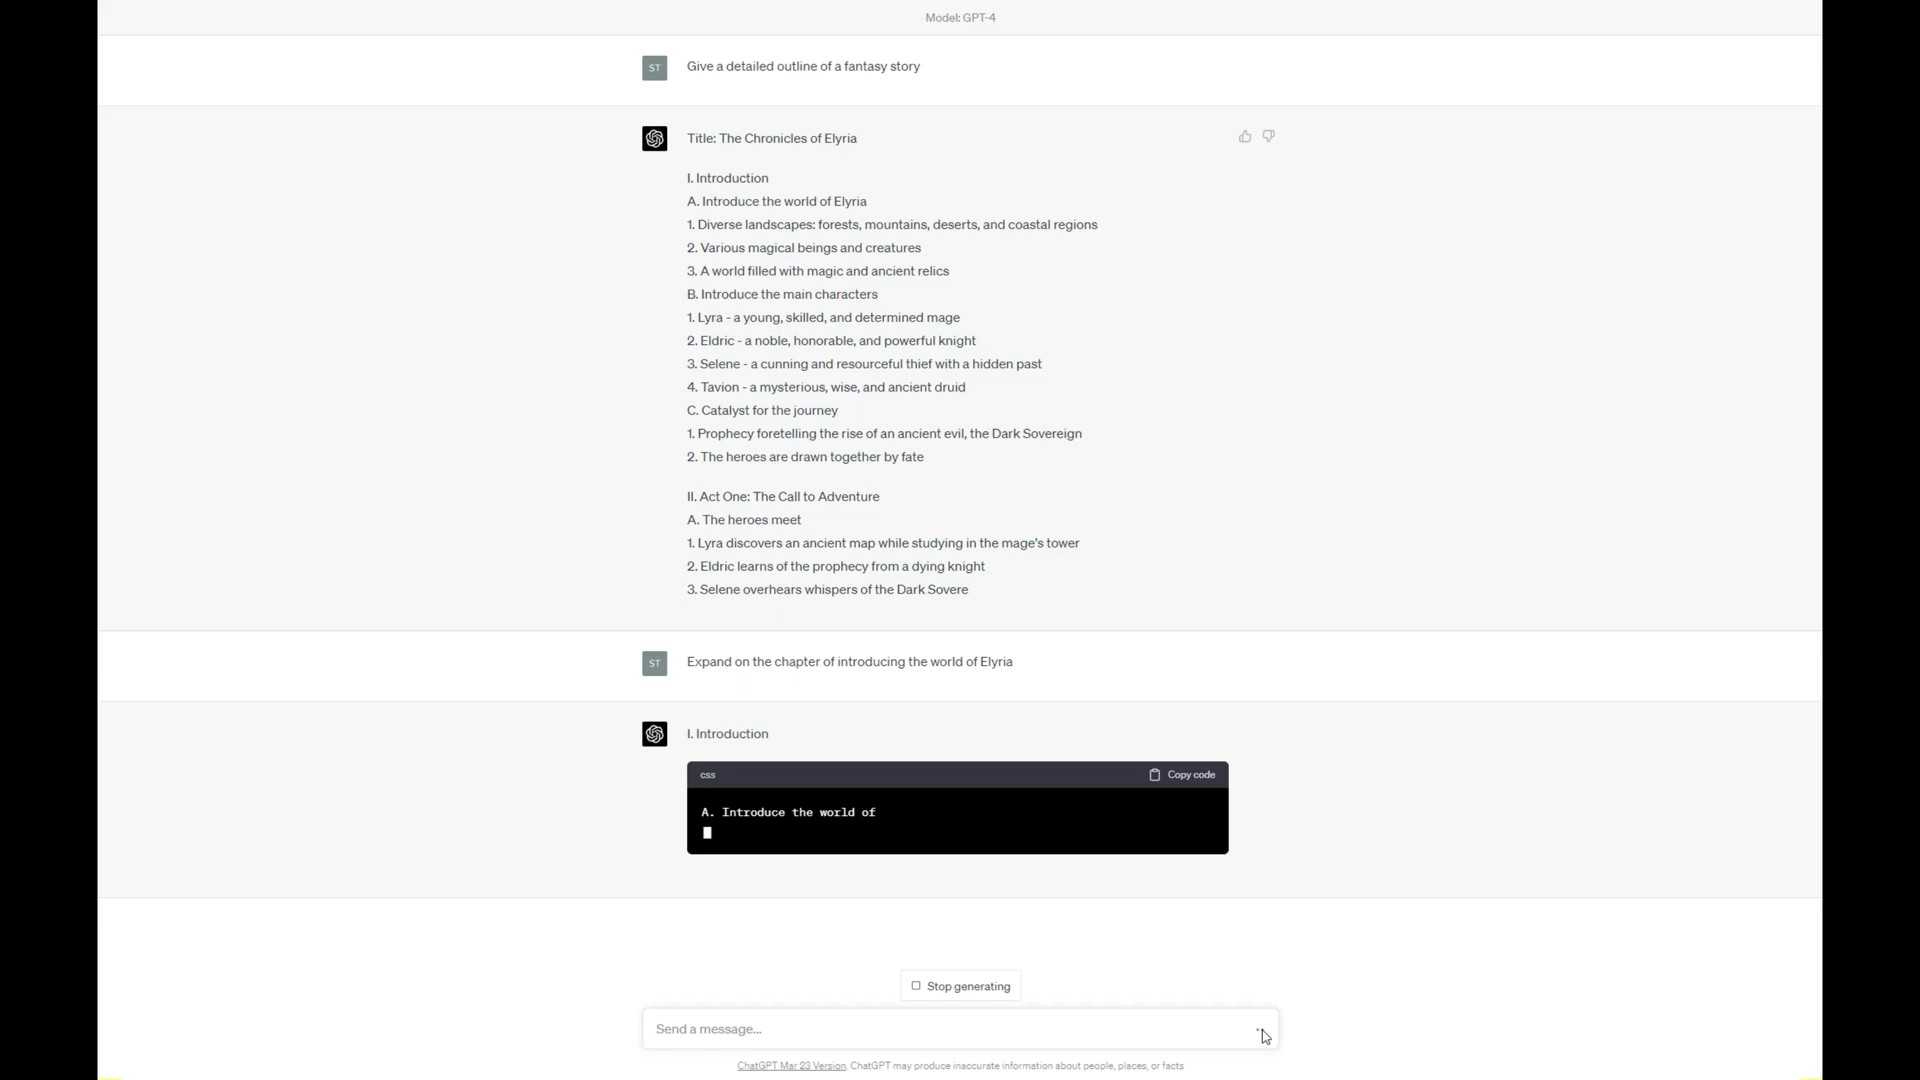 Model: GPT-4
ST
Give a detailed outline of a fantasy story
Title: The Chronicles of Elyria
I. Introduction
A. Introduce the world of Elyria
1. Diverse landscapes: forests, mountains, deserts, and coastal regions
2. Various magical beings and creatures
3. A world filled with magic and ancient relics
B. Introduce the main characters
1. Lyra - a young, skilled, and determined mage
2. Eldric - a noble, honorable, and powerful knight
3. Selene - a cunning and resourceful thief with a hidden past
4. Tavion - a mysterious, wise, and ancient druid
C. Catalyst for the journey
1. Prophecy foretelling the rise of an ancient evil, the Dark Sovereign
2. The heroes are drawn together by fate
II. Act One: The Call to Adventure
A. The heroes meet
1. Lyra discovers an ancient map while studying in the mage's tower
2. Eldric learns of the prophecy from a dying knight
3. Selene overhears whispers of the Dark Sovere
ST
Expand on the chapter of introducing the world of Elyria
I. Introduction
css
Copy code
A. Introduce the world of
Stop generating
Send a message...
ChatGPT Mar 23 Version. ChatGPT may produce inaccurate information about people, places, or facts